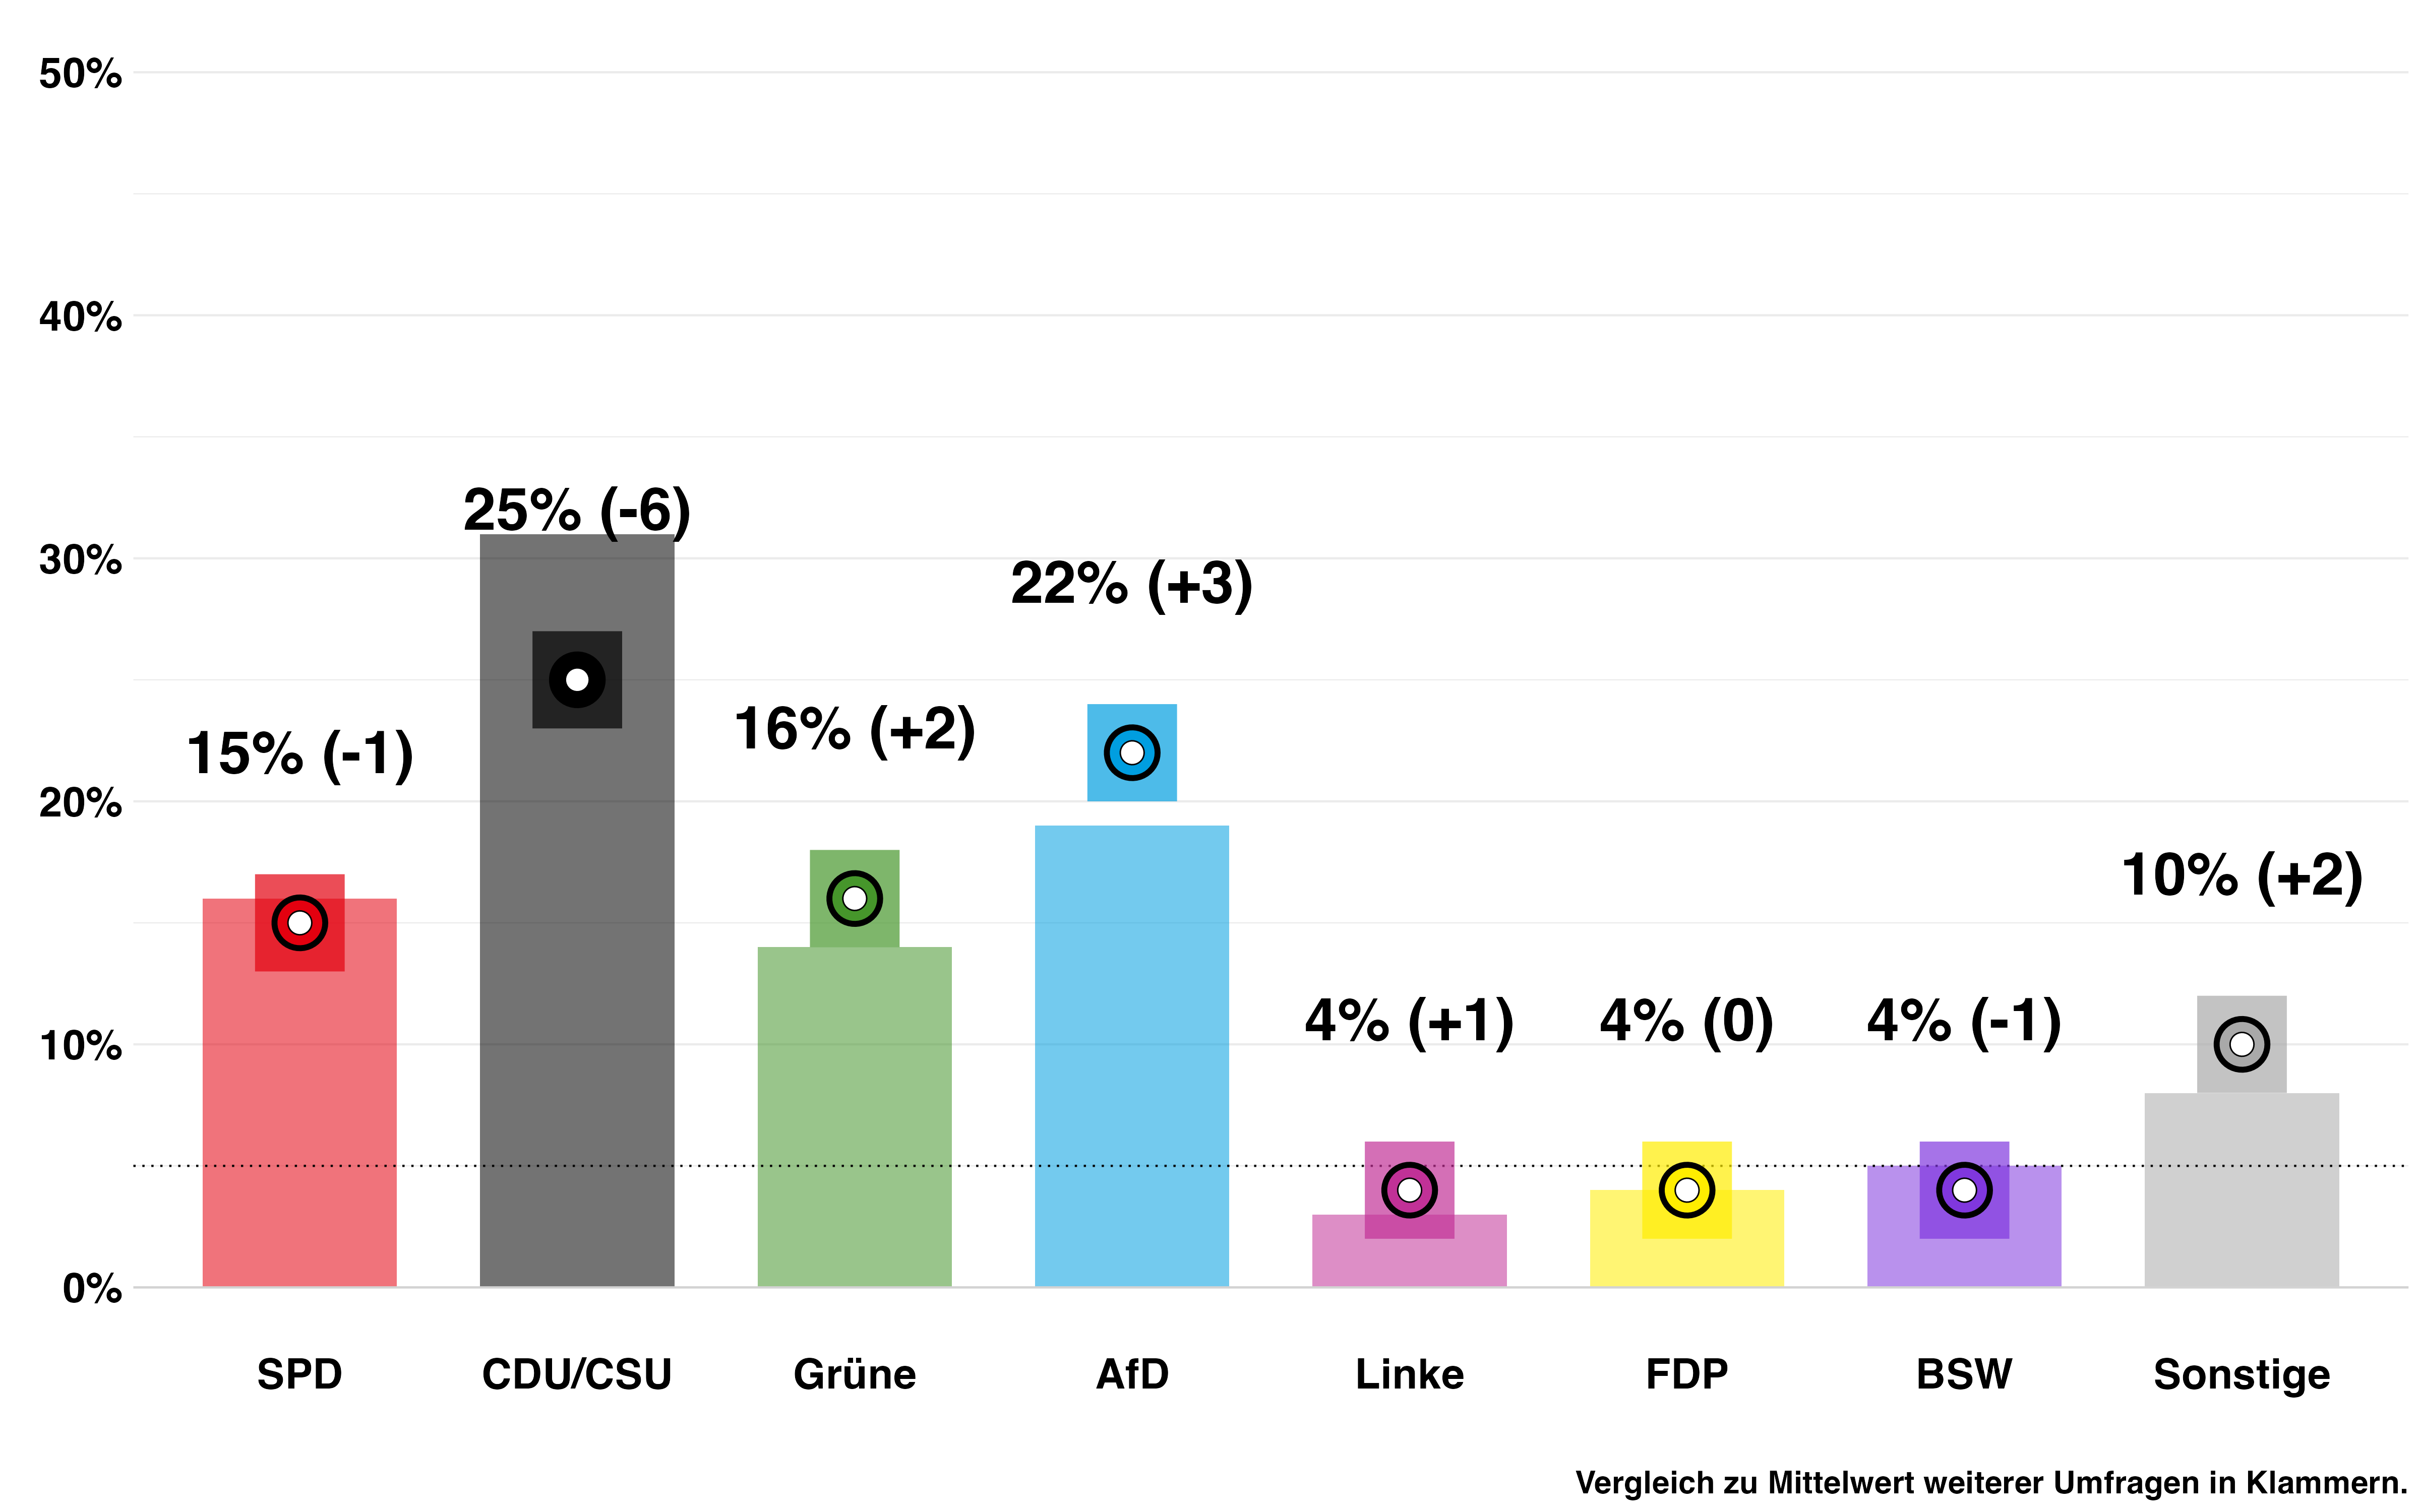 50%
40%
30%
20%
10%
0%
15% (-1)
25% (-6)
16% (+2)
22% (+3)
4% (+1)
4% (0)
4% (-1)
10% (+2)
SPD
CDU/CSU
Grüne
AfD
Linke
FDP
BSW
Sonstige
Vergleich zu Mittelwert weiterer Umfragen in Klammern.